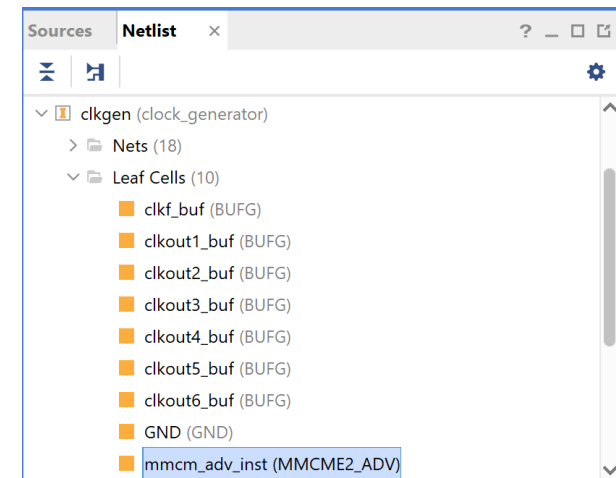 Sources Netlist × ?
clkgen (clock_generator)
Nets (18)
Leaf Cells (10)
clkf_buf (BUFG)
clkout1_buf (BUFG)
clkout2_buf (BUFG)
clkout3_buf (BUFG)
clkout4_buf (BUFG)
clkout5_buf (BUFG)
clkout6_buf (BUFG)
GND (GND)
mmcm_adv_inst (MMCME2_ADV)